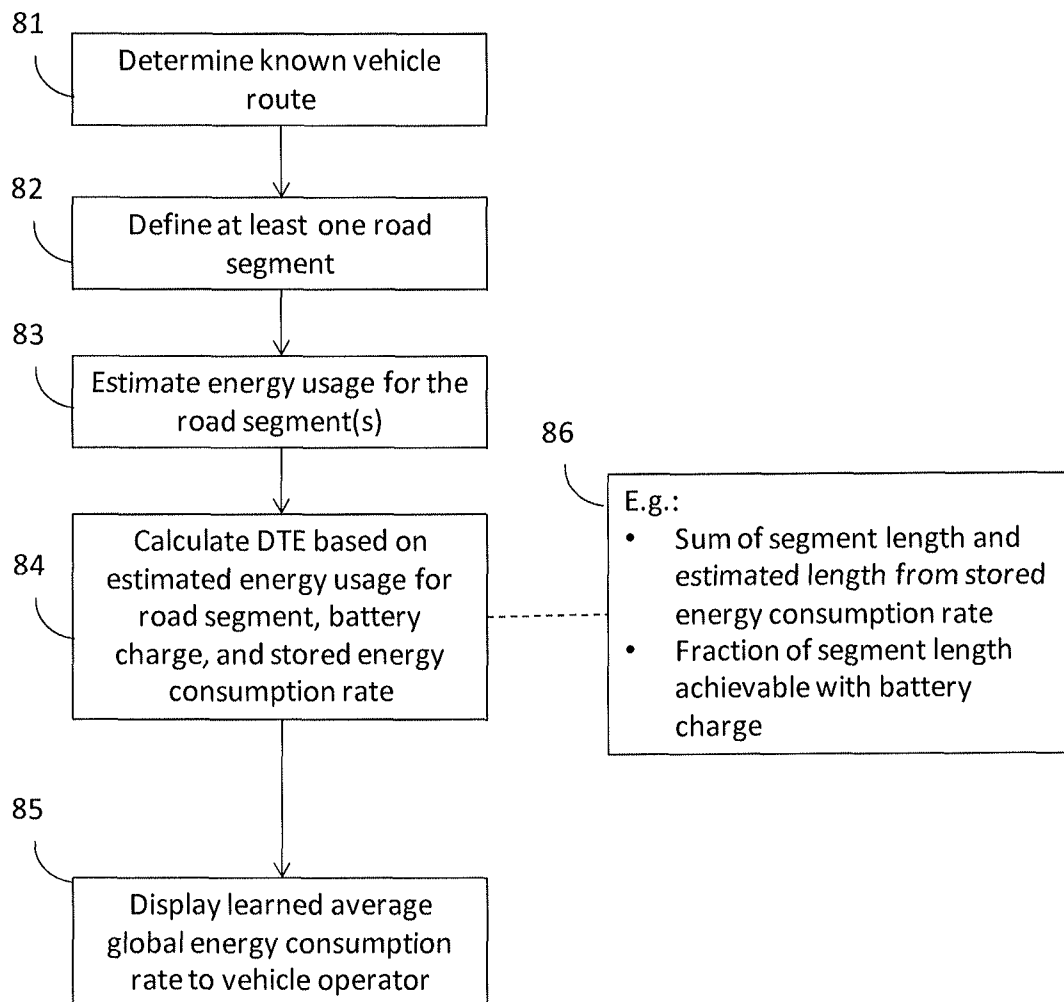 81
Determine known vehicle
route
82
Define at least one road
segment
83
Estimate energy usage for the
road segment(s)
84
Calculate DTE based on
estimated energy usage for
road segment, battery
charge, and stored energy
consumption rate
86
E.g.:
• Sum of segment length and
estimated length from stored
energy consumption rate
• Fraction of segment length
achievable with battery
charge
85
Display learned average
global energy consumption
rate to vehicle operator